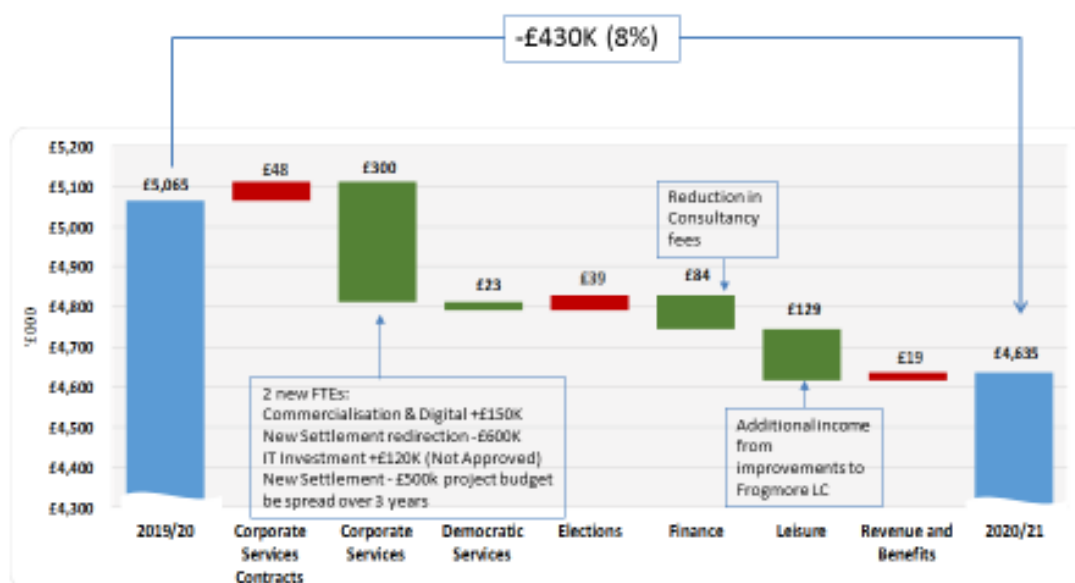 -£430K (8%)
£5,200
£5,100
£5,000
£4,900
£4,800
£4,700
£4,600
£4,500
£4,400
£4,300
£000
£5,065
£48
£300
£23
£39
£84
£129
£19
£4,635
Reduction in
Consultancy
fees
2 new FTEs:
Commercialisation & Digital +£150K
New Settlement redirection -£600K
IT Investment +£120K (Not Approved)
New Settlement - £500k project budget
be spread over 3 years
Additional income
from
improvements to
Frogmore LC
2019/20
Corporate
Services
Contracts
Corporate
Services
Democratic
Services
Elections
Finance
Leisure
Revenue and
Benefits
2020/21